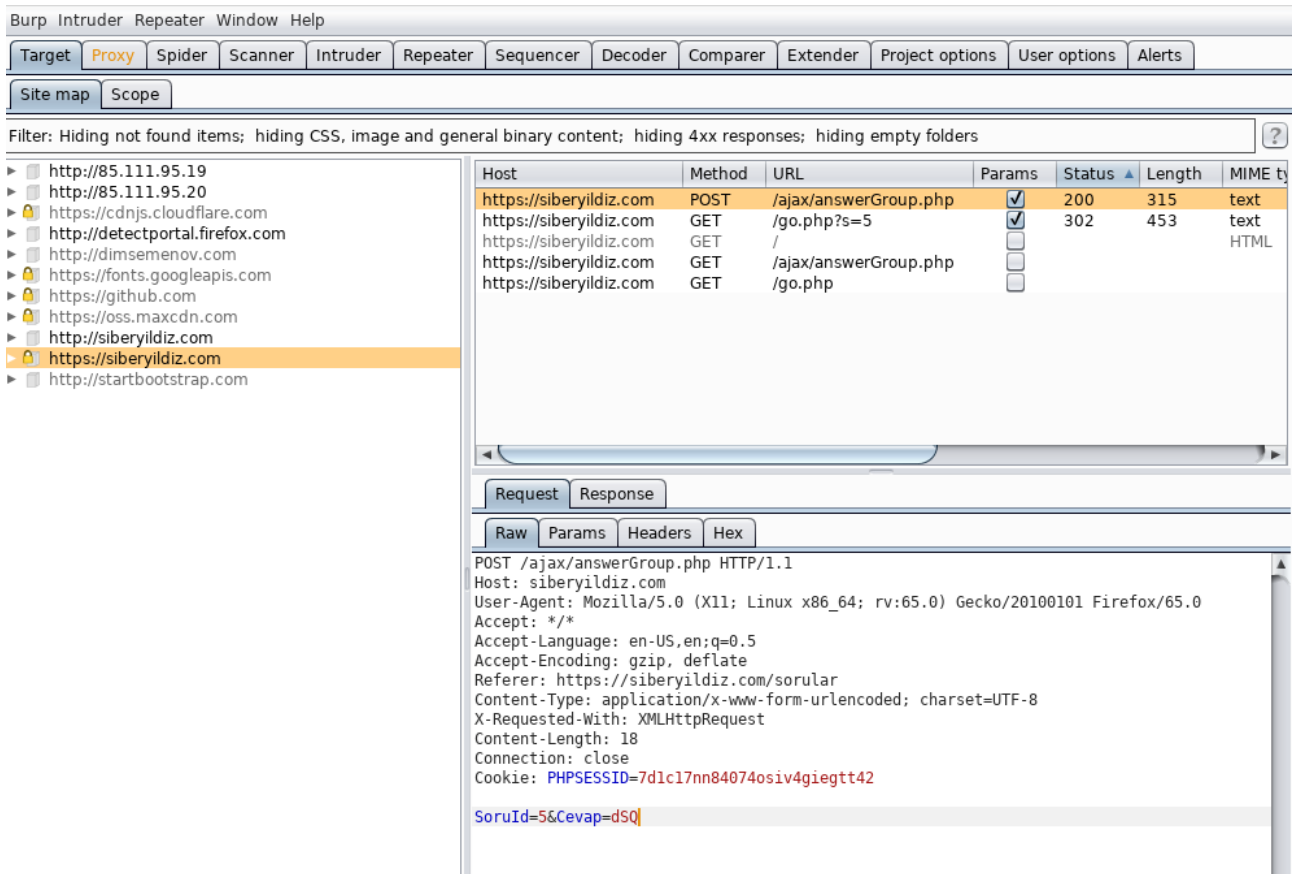 Burp Intruder Repeater Window Help
Target Proxy Spider Scanner Intruder Repeater Sequencer Decoder Comparer Extender Project options User options Alerts
Site map Scope
Filter: Hiding not found items; hiding CSS, image and general binary content; hiding 4xx responses; hiding empty folders ?
http://85.111.95.19
http://85.111.95.20
https://cdnjs.cloudflare.com
http://detectportal.firefox.com
http://dimsemenov.com
https://fonts.googleapis.com
https://github.com
https://oss.maxcdn.com
http://siberyildiz.com
https://siberyildiz.com
http://startbootstrap.com
Host Method URL Params Status Length MIME ty
https://siberyildiz.com POST /ajax/answerGroup.php 200 315 text
https://siberyildiz.com GET /go.php?s=5 302 453 text
https://siberyildiz.com GET / HTML
https://siberyildiz.com GET /ajax/answerGroup.php
https://siberyildiz.com GET /go.php
Request Response
Raw Params Headers Hex
POST /ajax/answerGroup.php HTTP/1.1
Host: siberyildiz.com
User-Agent: Mozilla/5.0 (X11; Linux x86_64; rv:65.0) Gecko/20100101 Firefox/65.0
Accept: */*
Accept-Language: en-US,en;q=0.5
Accept-Encoding: gzip, deflate
Referer: https://siberyildiz.com/sorular
Content-Type: application/x-www-form-urlencoded; charset=UTF-8
X-Requested-With: XMLHttpRequest
Content-Length: 18
Connection: close
Cookie: PHPSESSID=7d1c17nn84074osiv4giegtt42
SoruId=5&Cevap=dSQ